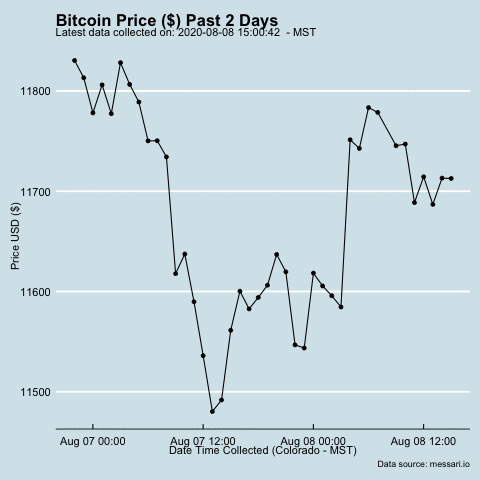 Bitcoin Price ($) Past 2 Days
Latest data collected on: 2020-08-08 15:00:42  - MST
Price USD ($)
11800
11700
11600
11500
Aug 07 00:00 Aug 07 12:00 Aug 08 00:00 Aug 08 12:00
Date Time Collected (Colorado - MST)
Data source: messari.io